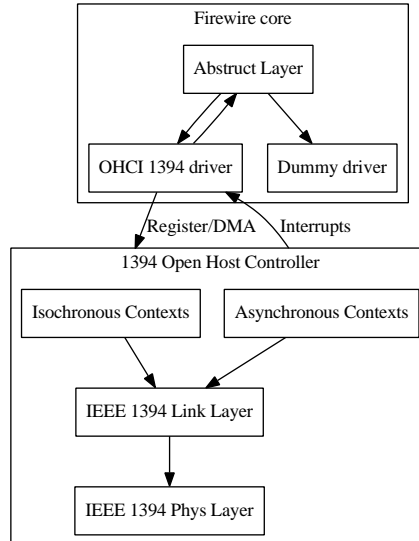 Firewire core
Abstruct Layer
OHCI 1394 driver
Dummy driver
Register/DMA
Interrupts
1394 Open Host Controller
Isochronous Contexts
Asynchronous Contexts
IEEE 1394 Link Layer
IEEE 1394 Phys Layer